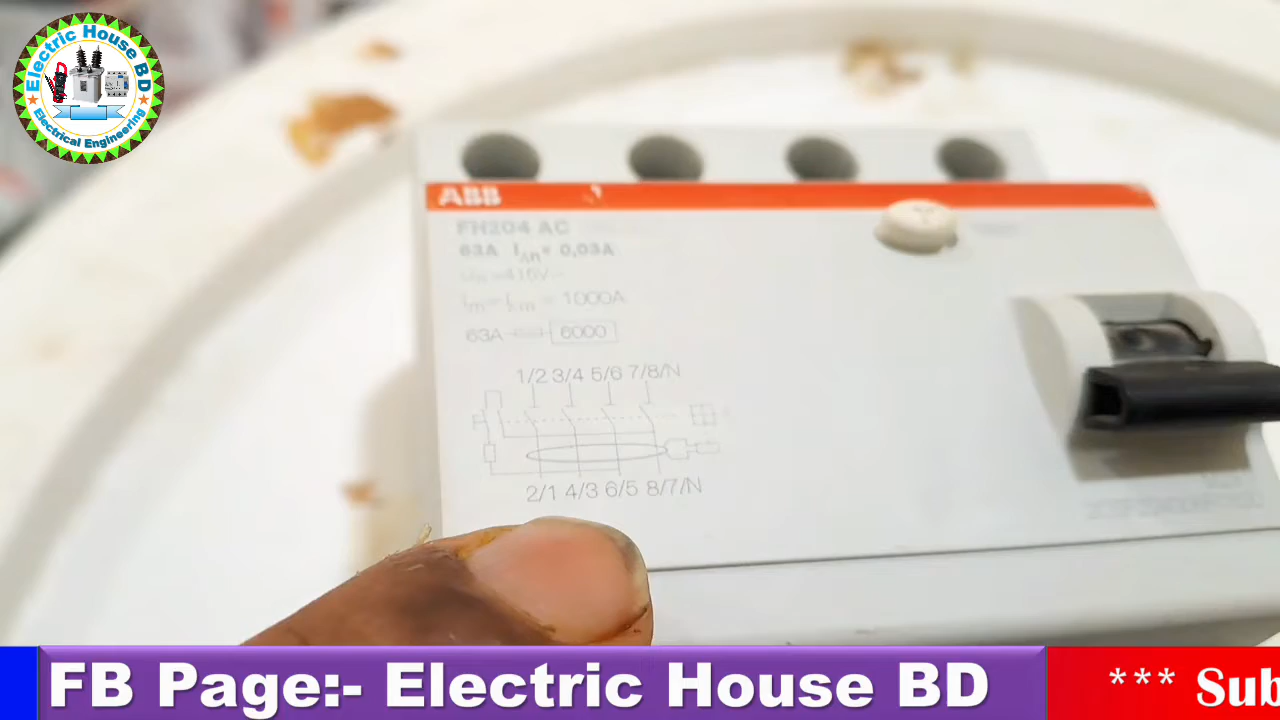 Electric House BD
Electrical Engineering
ABB
FH204 AC
63A IΔn= 0,03A
Un=416V~
Im=IΔm = 1000A
63A 6000
1/2 3/4 5/6 7/8/N
2/1 4/3 6/5 8/7/N
FB Page:- Electric House BD
*** Sub